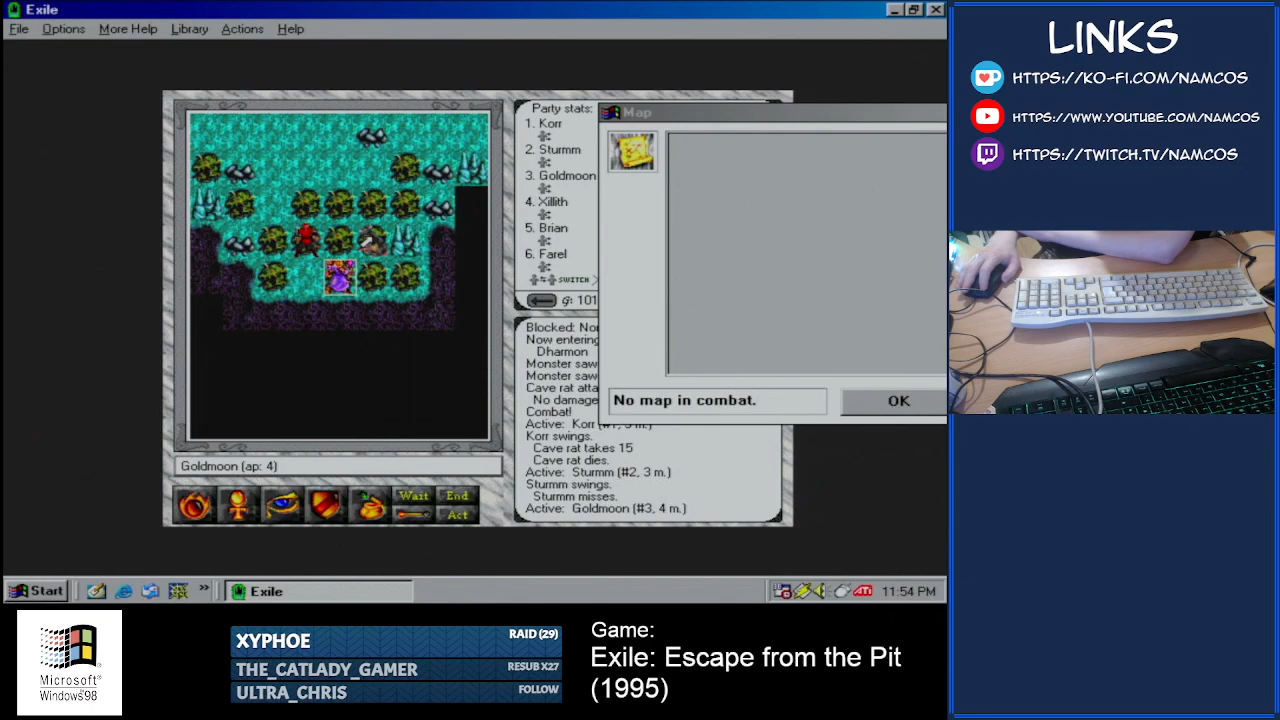 Exile
File Options More Help Library Actions Help
Party stats:
1. Korr
2. Sturmm
3. Goldmoon
4. Xillith
5. Brian
6. Farel
SWITCH
g: 101
Map
No map in combat.
OK
Now entering
Dharmon
Monster saw
Monster saw
Cave rat atta
No damage
Combat!
Korr swings.
Cave rat takes 15
Cave rat dies.
Active: Sturmm (#2, 3 m.)
Sturmm swings.
Sturmm misses.
Active: Goldmoon (#3, 4 m.)
Goldmoon (ap: 4)
Wait End
Act
Start
Exile
ATI 11:54 PM
LINKS
HTTPS://KO-FI.COM/NAMCOS
HTTPS://WWW.YOUTUBE.COM/NAMCOS
HTTPS://TWITCH.TV/NAMCOS
Microsoft®
Windows®98
XYPHOE RAID (29)
THE_CATLADY_GAMER RESUB X27
ULTRA_CHRIS FOLLOW
Game:
Exile: Escape from the Pit
(1995)